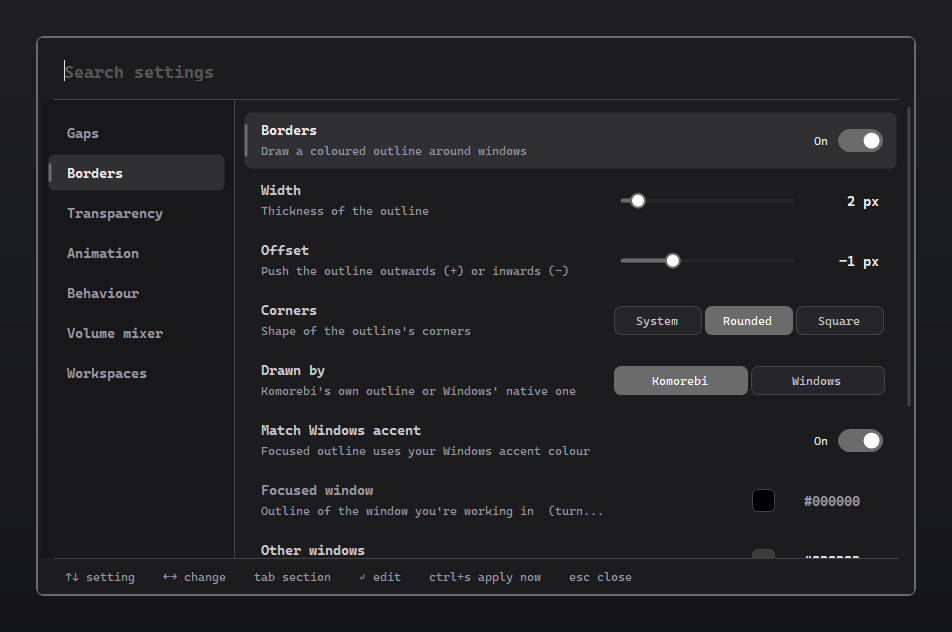 Search settings
Gaps
Borders
Transparency
Animation
Behaviour
Volume mixer
Workspaces
Borders
Draw a coloured outline around windows
On
Width
Thickness of the outline
2 px
Offset
Push the outline outwards (+) or inwards (−)
−1 px
Corners
Shape of the outline's corners
System Rounded Square
Drawn by
Komorebi's own outline or Windows' native one
Komorebi Windows
Match Windows accent
Focused outline uses your Windows accent colour
On
Focused window
Outline of the window you're working in  (turn...
#000000
Other windows
↑↓ setting ←→ change tab section ↲ edit ctrl+s apply now esc close